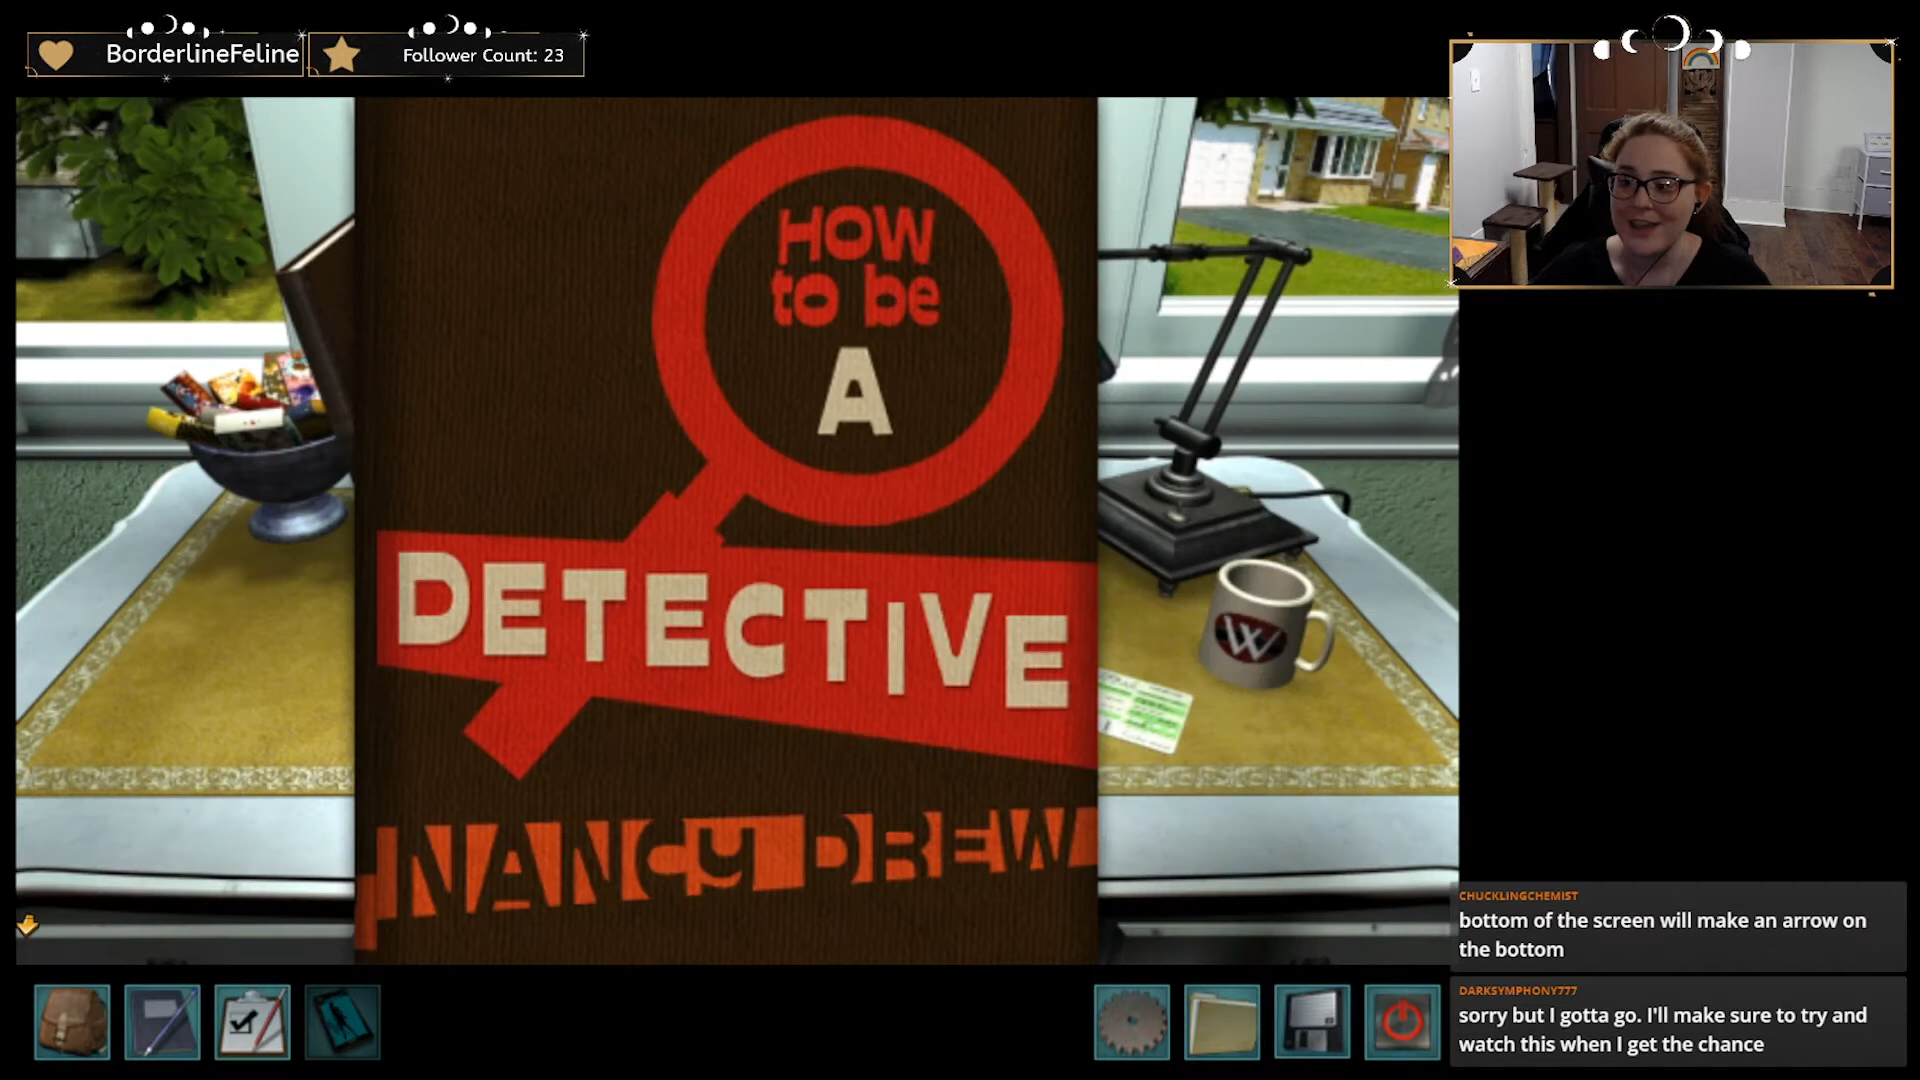 BorderlineFeline
Follower Count: 23
HOW
to be
A
DETECTIVE
NANCY DREW
W
CHUCKLINGCHEMIST
bottom of the screen will make an arrow on
the bottom
DARKSYMPHONY777
sorry but I gotta go. I'll make sure to try and
watch this when I get the chance